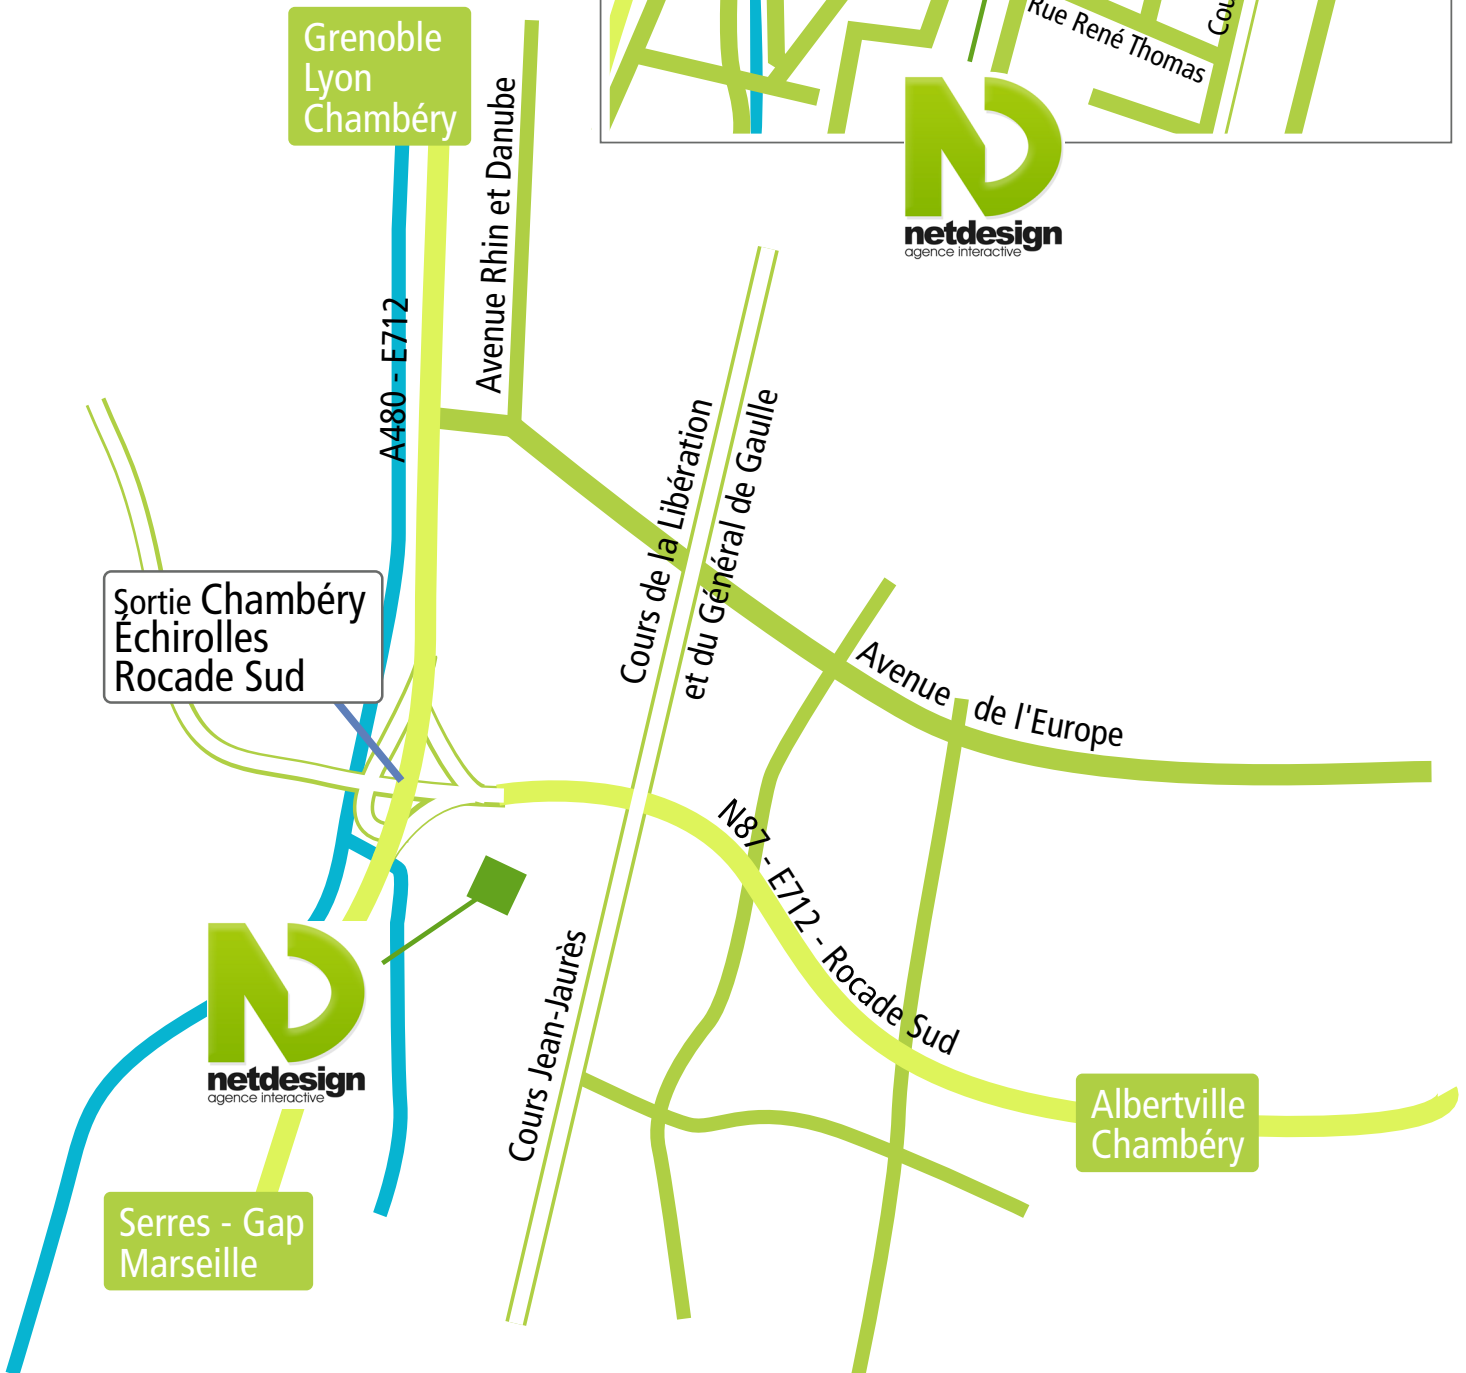 Rue René Thomas
Grenoble
Lyon
Chambéry
Avenue Rhin et Danube
netdesign
agence interactive
A480 - E712
Cours de la Libération
et du Général de Gaulle
Sortie Chambéry
Échirolles
Rocade Sud
Avenue de l'Europe
N87 - E712 - Rocade Sud
Cours Jean-Jaurès
netdesign
agence interactive
Albertville
Chambéry
Serres - Gap
Marseille